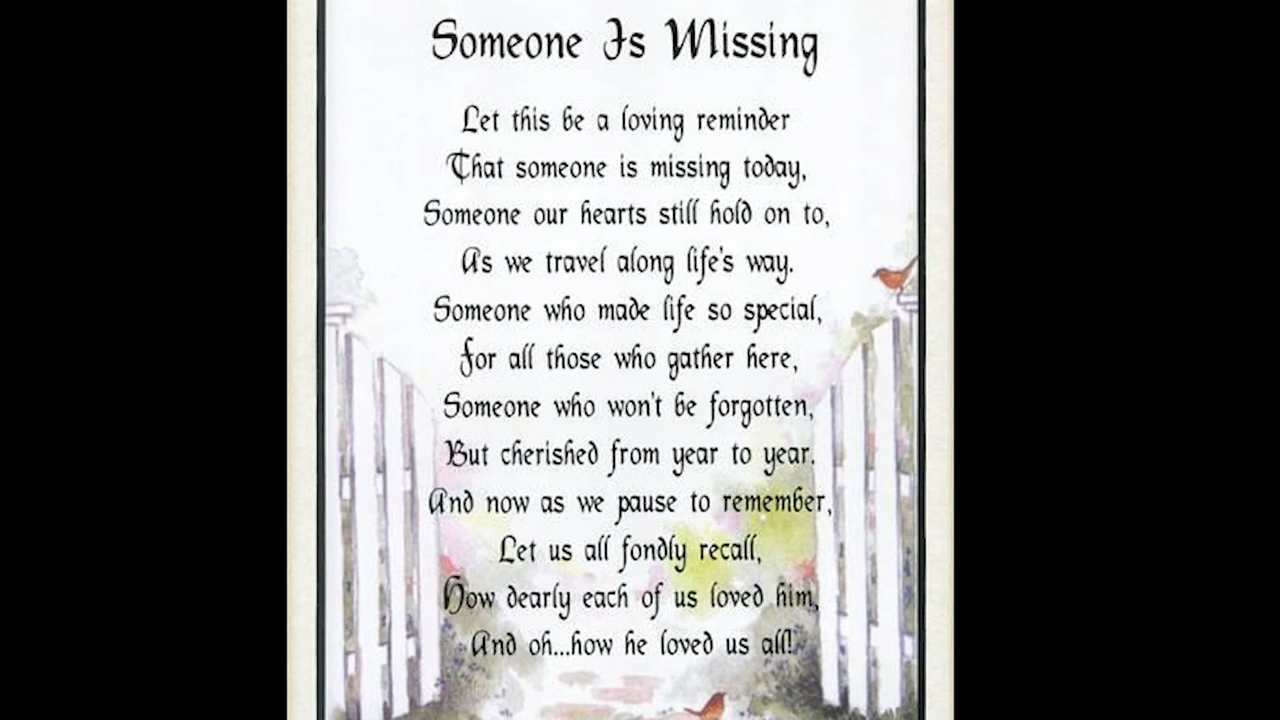 Someone Is Missing
Let this be a loving reminder
That someone is missing today,
Someone our hearts still hold on to,
As we travel along life's way.
Someone who made life so special,
For all those who gather here,
Someone who won't be forgotten,
But cherished from year to year.
And now as we pause to remember,
Let us all fondly recall,
How dearly each of us loved him,
And oh...how he loved us all!